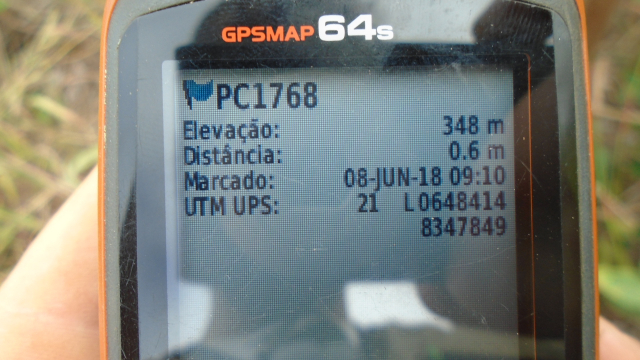 GPSMAP 64s
PC1768
Elevação: 348 m
Distância: 0.6 m
Marcado: 08-JUN-18 09:10
UTM UPS: 21 L 0648414
8347849